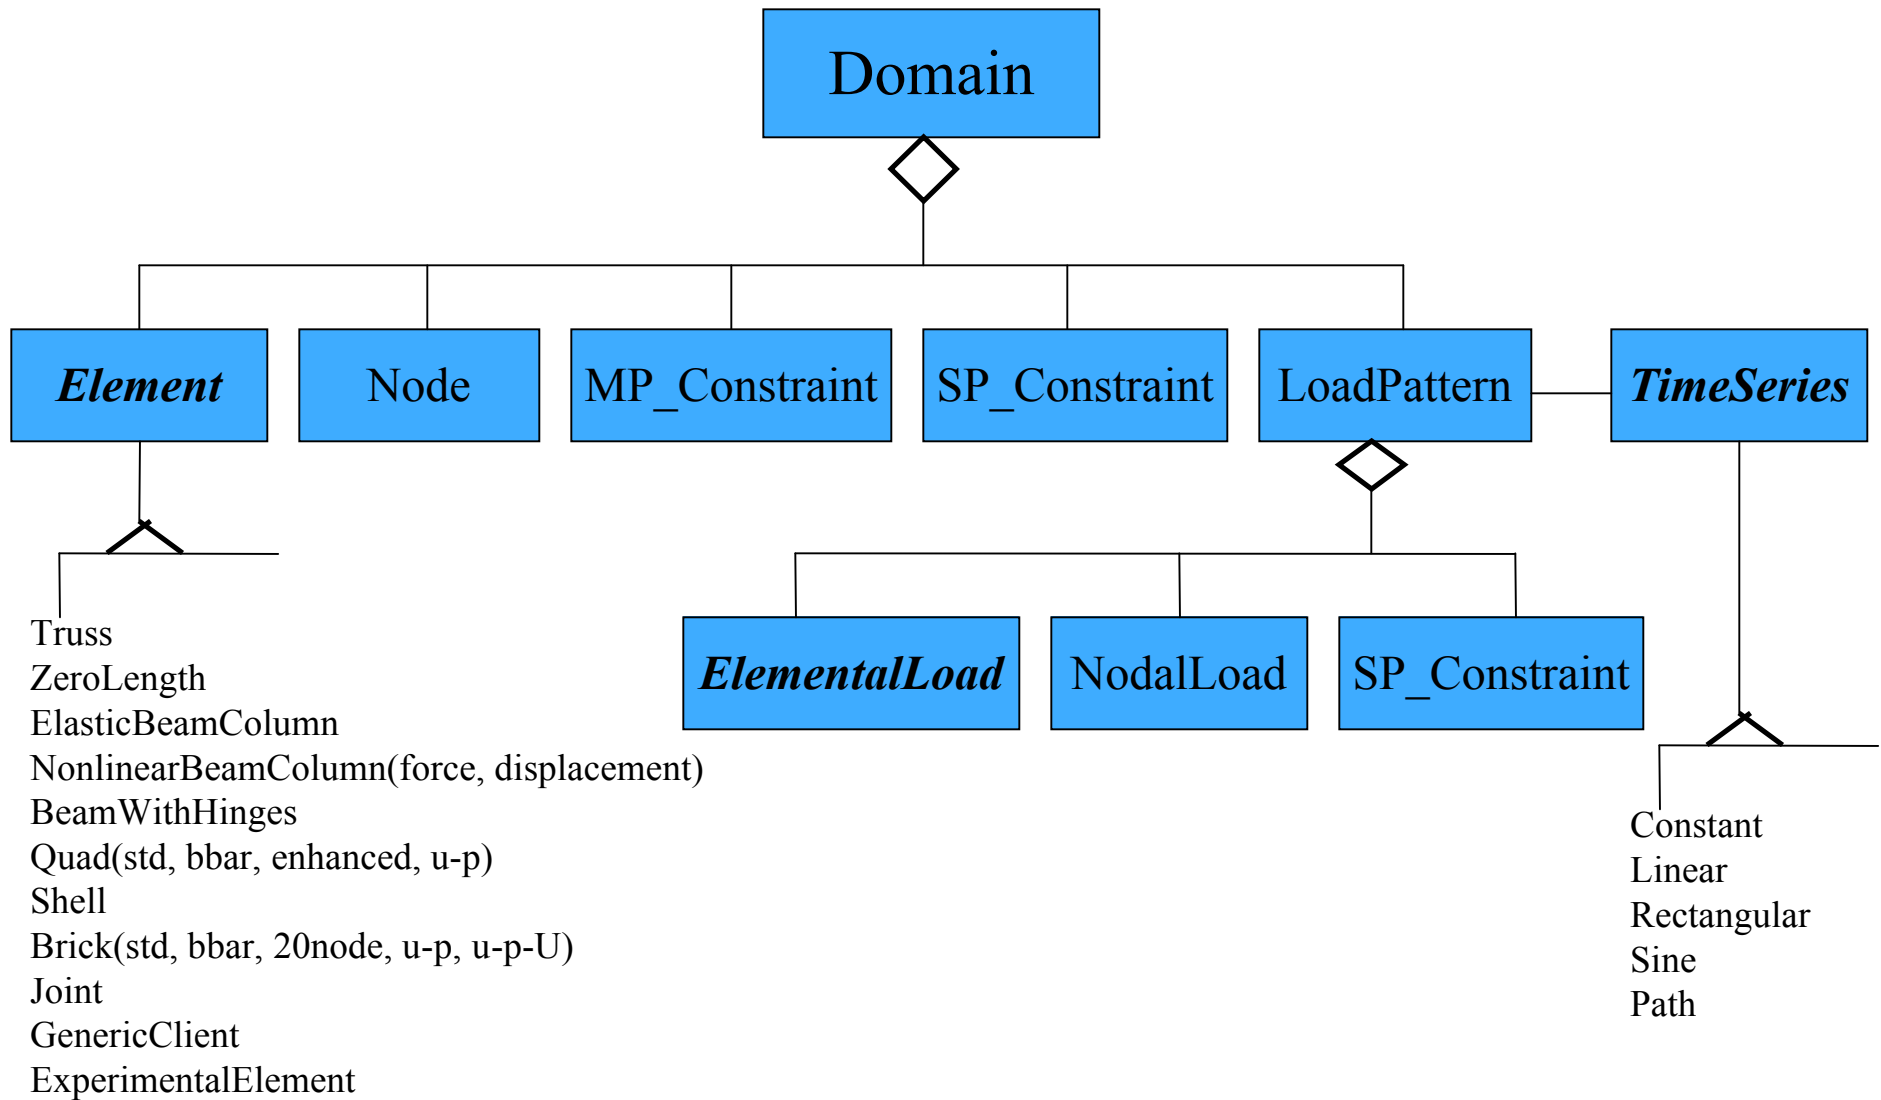 Domain
Element
Node
MP_Constraint
SP_Constraint
LoadPattern
TimeSeries
ElementalLoad
NodalLoad
SP_Constraint
Truss
ZeroLength
ElasticBeamColumn
NonlinearBeamColumn(force, displacement)
BeamWithHinges
Quad(std, bbar, enhanced, u-p)
Shell
Brick(std, bbar, 20node, u-p, u-p-U)
Joint
GenericClient
ExperimentalElement
Constant
Linear
Rectangular
Sine
Path